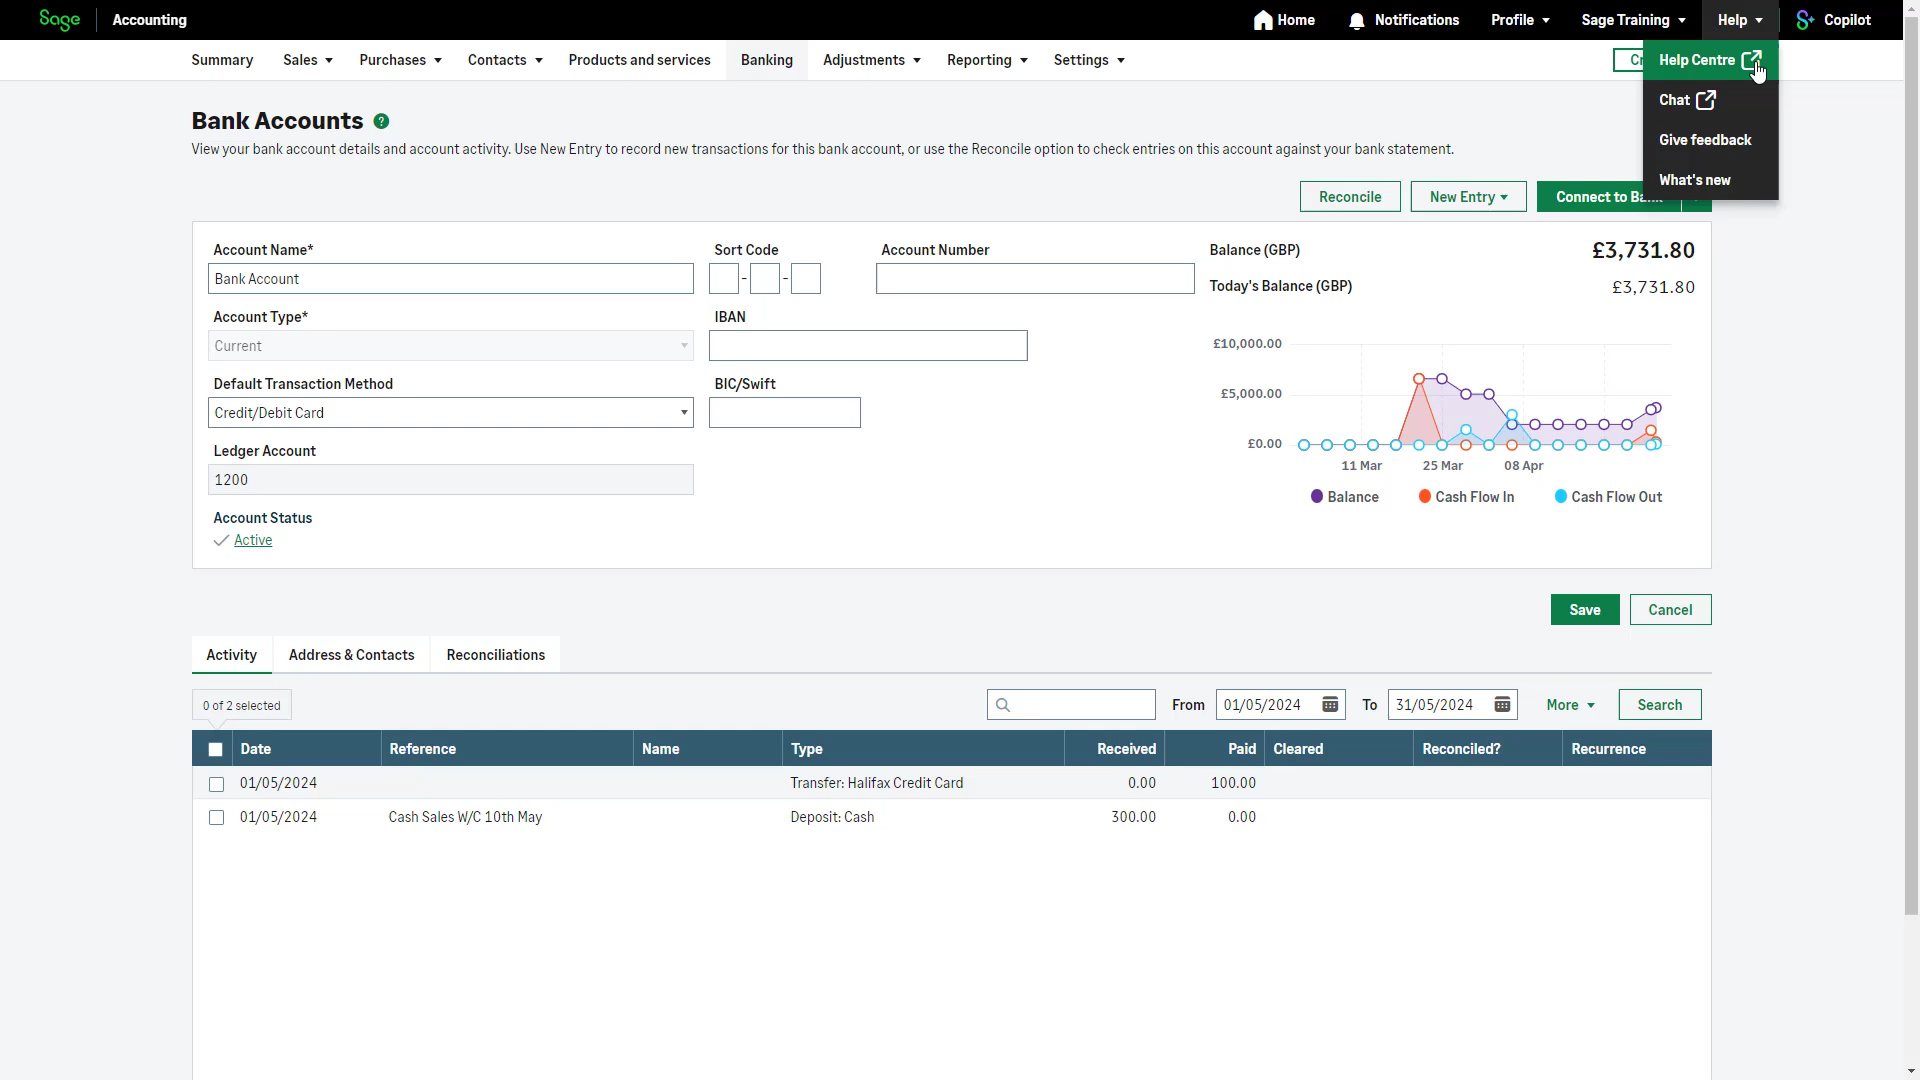 Sage Accounting Home Notifications Profile Sage Training Help Copilot
Summary Sales Purchases Contacts Products and services Banking Adjustments Reporting Settings
Help Centre
Chat
Give feedback
What's new
Bank Accounts ?
View your bank account details and account activity. Use New Entry to record new transactions for this bank account, or use the Reconcile option to check entries on this account against your bank statement.
Reconcile New Entry Connect to Bank
Account Name* Sort Code Account Number Balance (GBP) £3,731.80
Bank Account - -
Today's Balance (GBP) £3,731.80
Account Type* IBAN
Current
Default Transaction Method BIC/Swift
Credit/Debit Card
Ledger Account
1200
Account Status
Active
£10,000.00
£5,000.00
£0.00
11 Mar 25 Mar 08 Apr
Balance Cash Flow In Cash Flow Out
Save Cancel
Activity Address & Contacts Reconciliations
0 of 2 selected From 01/05/2024 To 31/05/2024 More Search
Date Reference Name Type Received Paid Cleared Reconciled? Recurrence
01/05/2024 Transfer: Halifax Credit Card 0.00 100.00
01/05/2024 Cash Sales W/C 10th May Deposit: Cash 300.00 0.00